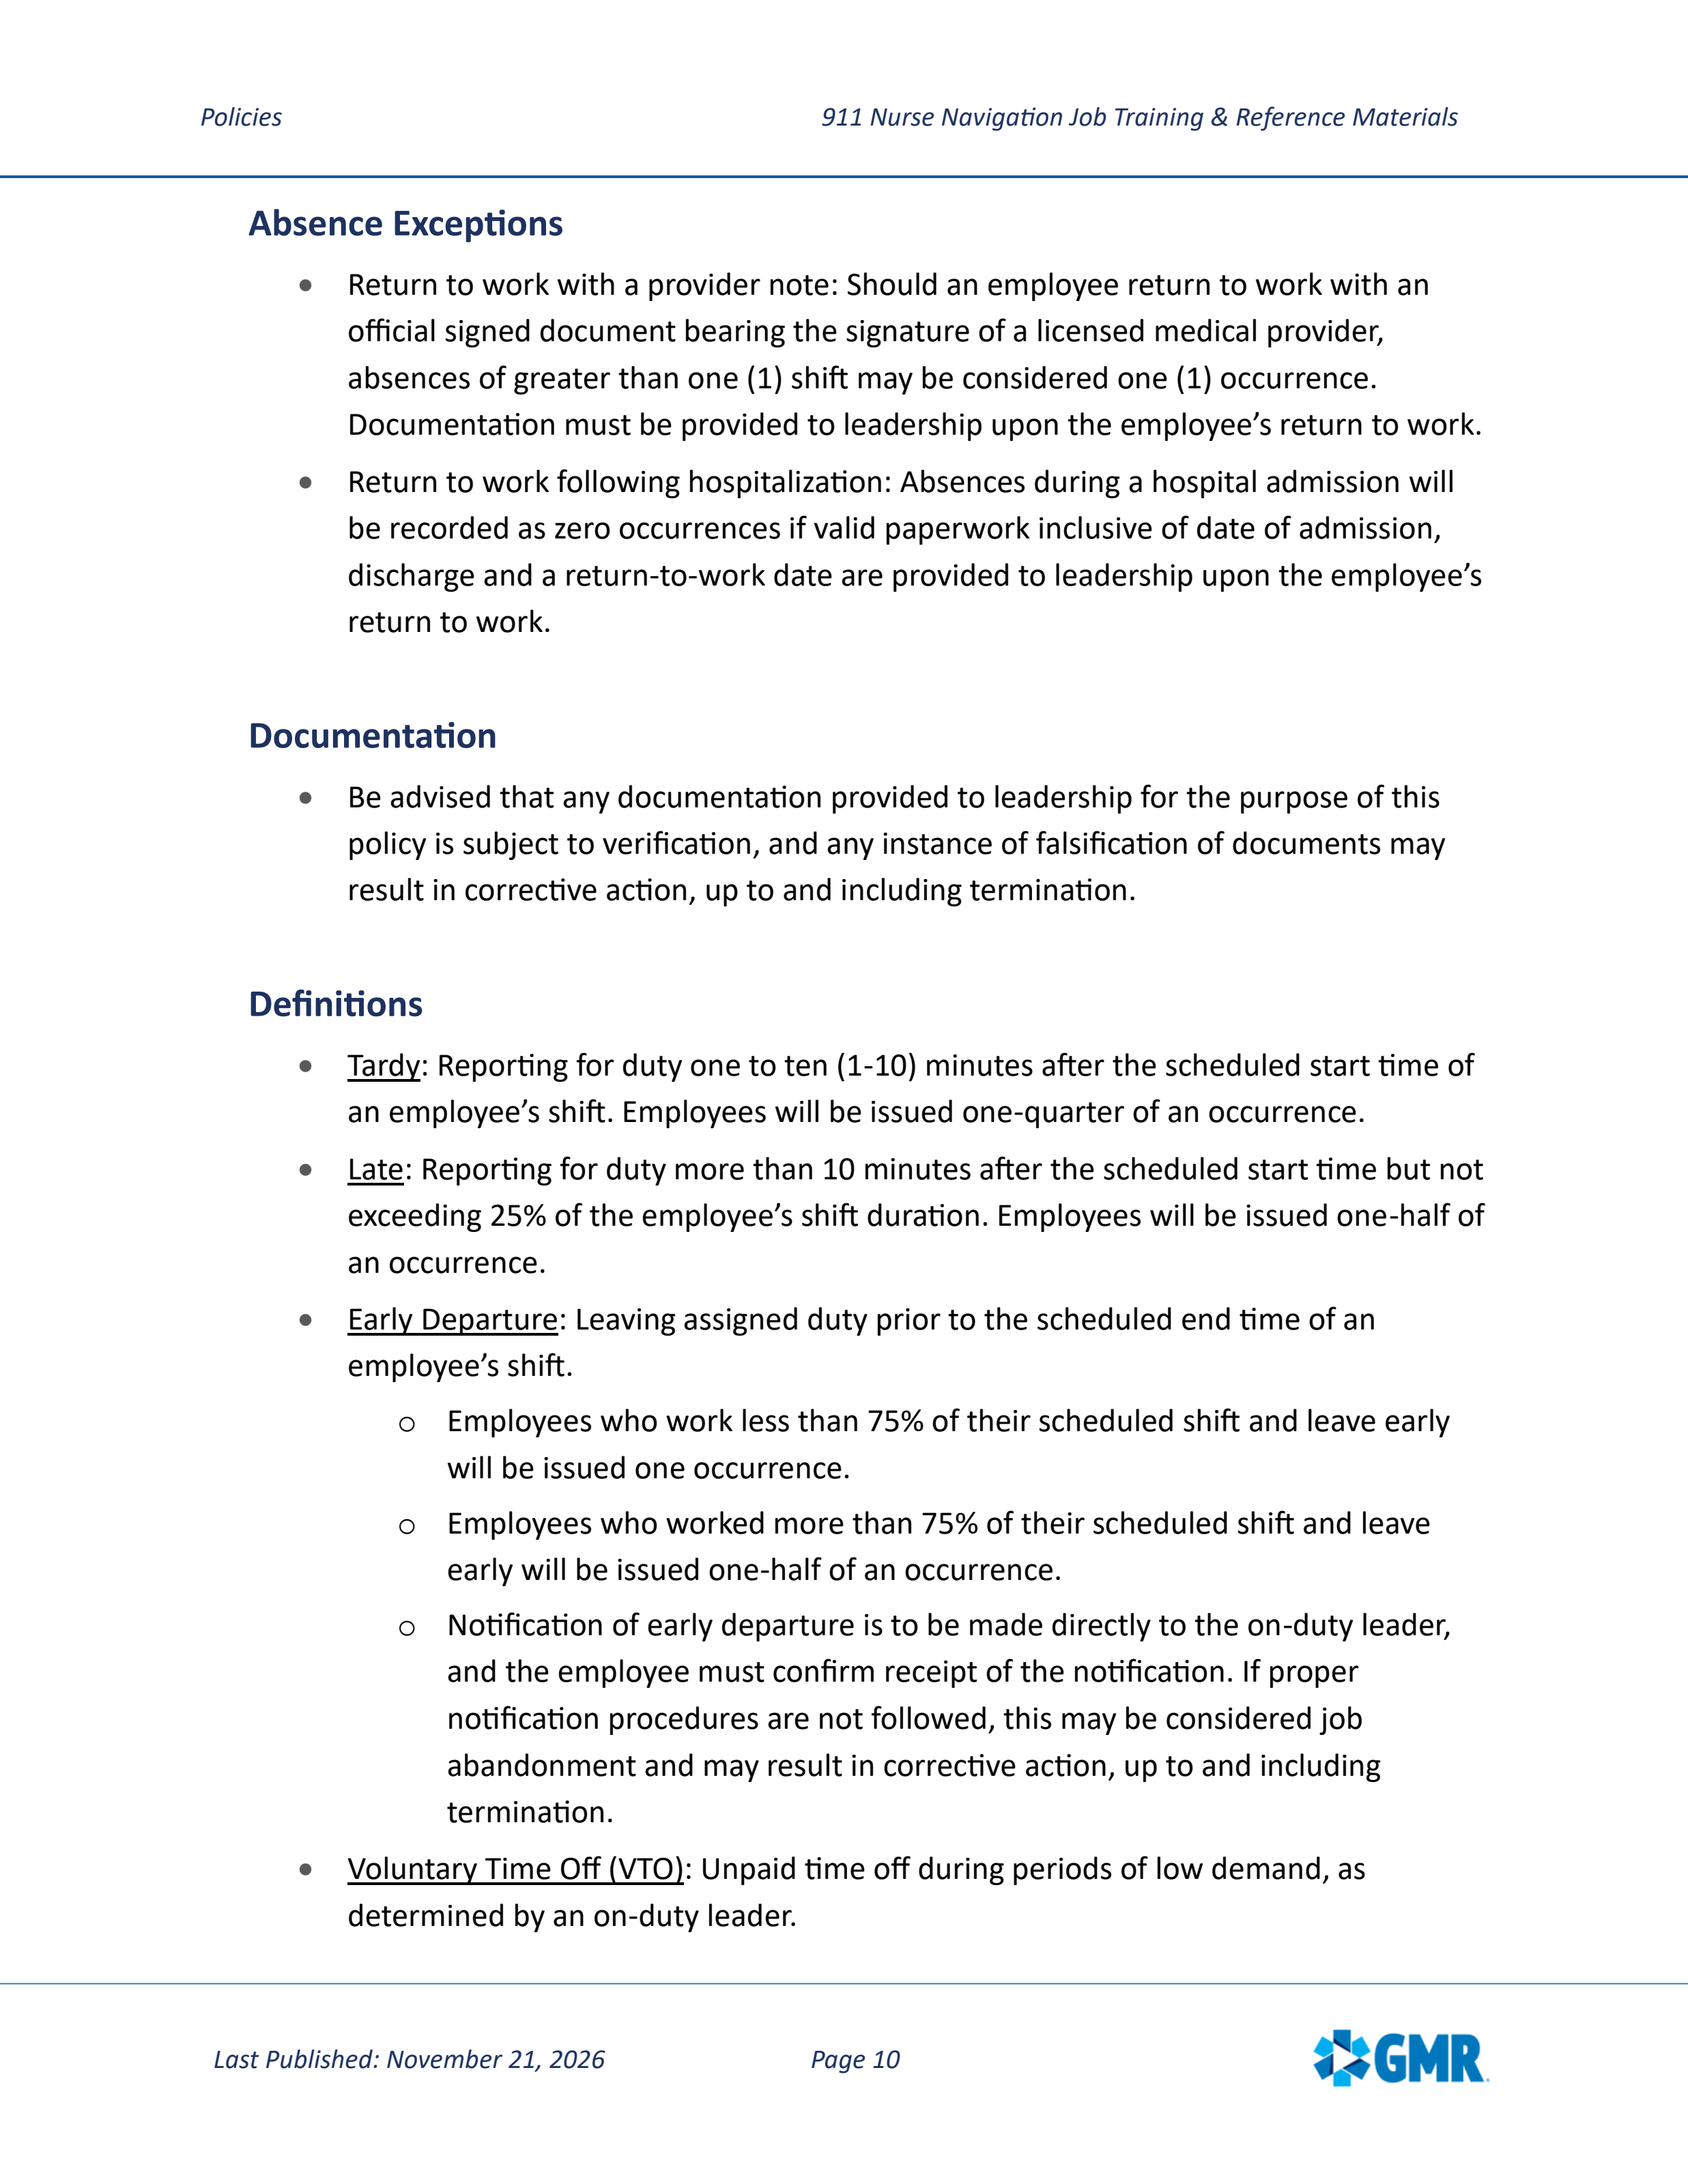 Policies 911 Nurse Navigation Job Training & Reference Materials
Absence Exceptions
● Return to work with a provider note: Should an employee return to work with an
official signed document bearing the signature of a licensed medical provider,
absences of greater than one (1) shift may be considered one (1) occurrence.
Documentation must be provided to leadership upon the employee’s return to work.
● Return to work following hospitalization: Absences during a hospital admission will
be recorded as zero occurrences if valid paperwork inclusive of date of admission,
discharge and a return-to-work date are provided to leadership upon the employee’s
return to work.
Documentation
● Be advised that any documentation provided to leadership for the purpose of this
policy is subject to verification, and any instance of falsification of documents may
result in corrective action, up to and including termination.
Definitions
● Tardy: Reporting for duty one to ten (1-10) minutes after the scheduled start time of
an employee’s shift. Employees will be issued one-quarter of an occurrence.
● Late: Reporting for duty more than 10 minutes after the scheduled start time but not
exceeding 25% of the employee’s shift duration. Employees will be issued one-half of
an occurrence.
● Early Departure: Leaving assigned duty prior to the scheduled end time of an
employee’s shift.
○ Employees who work less than 75% of their scheduled shift and leave early
will be issued one occurrence.
○ Employees who worked more than 75% of their scheduled shift and leave
early will be issued one-half of an occurrence.
○ Notification of early departure is to be made directly to the on-duty leader,
and the employee must confirm receipt of the notification. If proper
notification procedures are not followed, this may be considered job
abandonment and may result in corrective action, up to and including
termination.
● Voluntary Time Off (VTO): Unpaid time off during periods of low demand, as
determined by an on-duty leader.
Last Published: November 21, 2026 Page 10 GMR